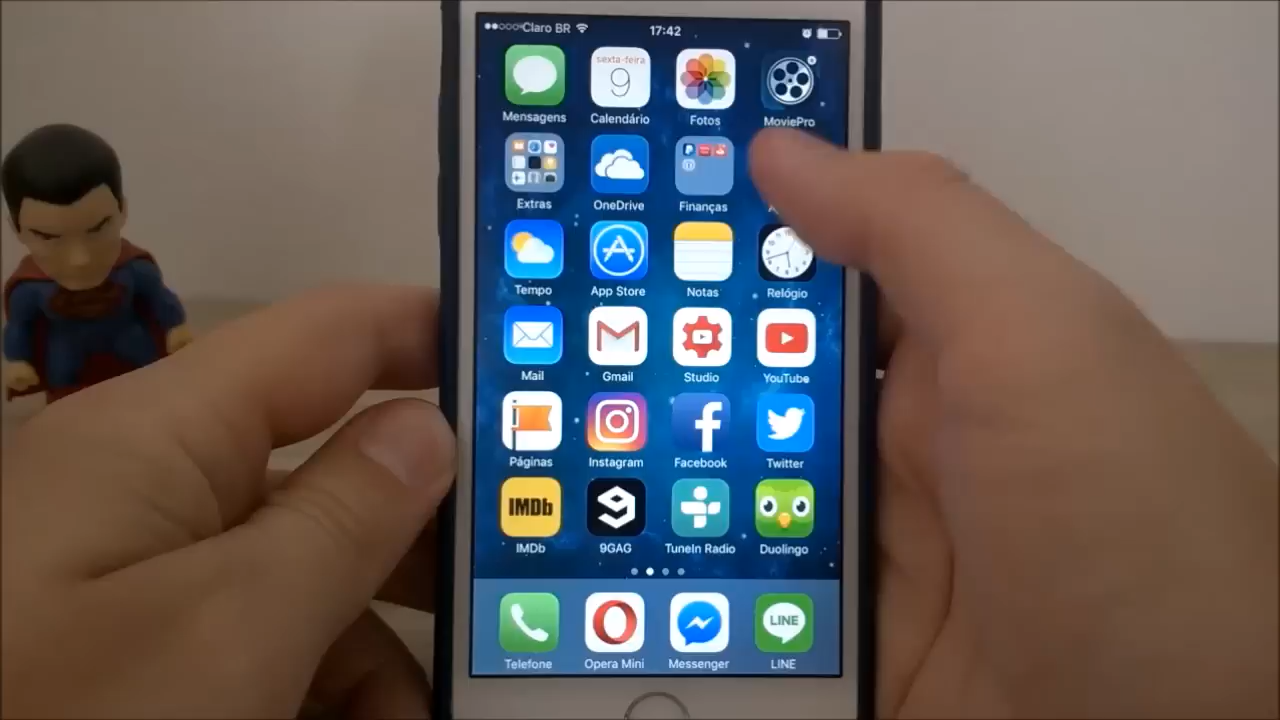 Claro BR 17:42
sexta-feira
9
Mensagens Calendário Fotos MoviePro
Extras OneDrive Finanças
Tempo App Store Notas Relógio
Mail Gmail Studio YouTube
Páginas Instagram Facebook Twitter
IMDb
IMDb 9GAG TuneIn Radio Duolingo
LINE
Telefone Opera Mini Messenger LINE